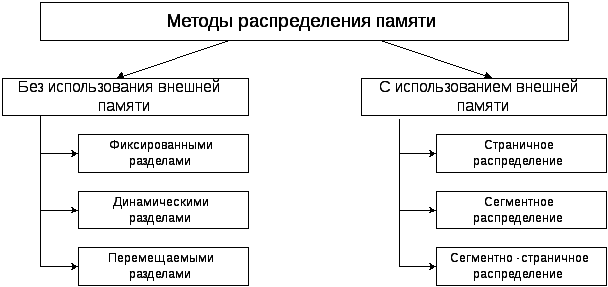 Методы распределения памяти
Без использования внешней
памяти
Фиксированными
разделами
Динамическими
разделами
Перемещаемыми
разделами
С использованием внешней
памяти
Страничное
распределение
Сегментное
распределение
Сегментно - страничное
распределение